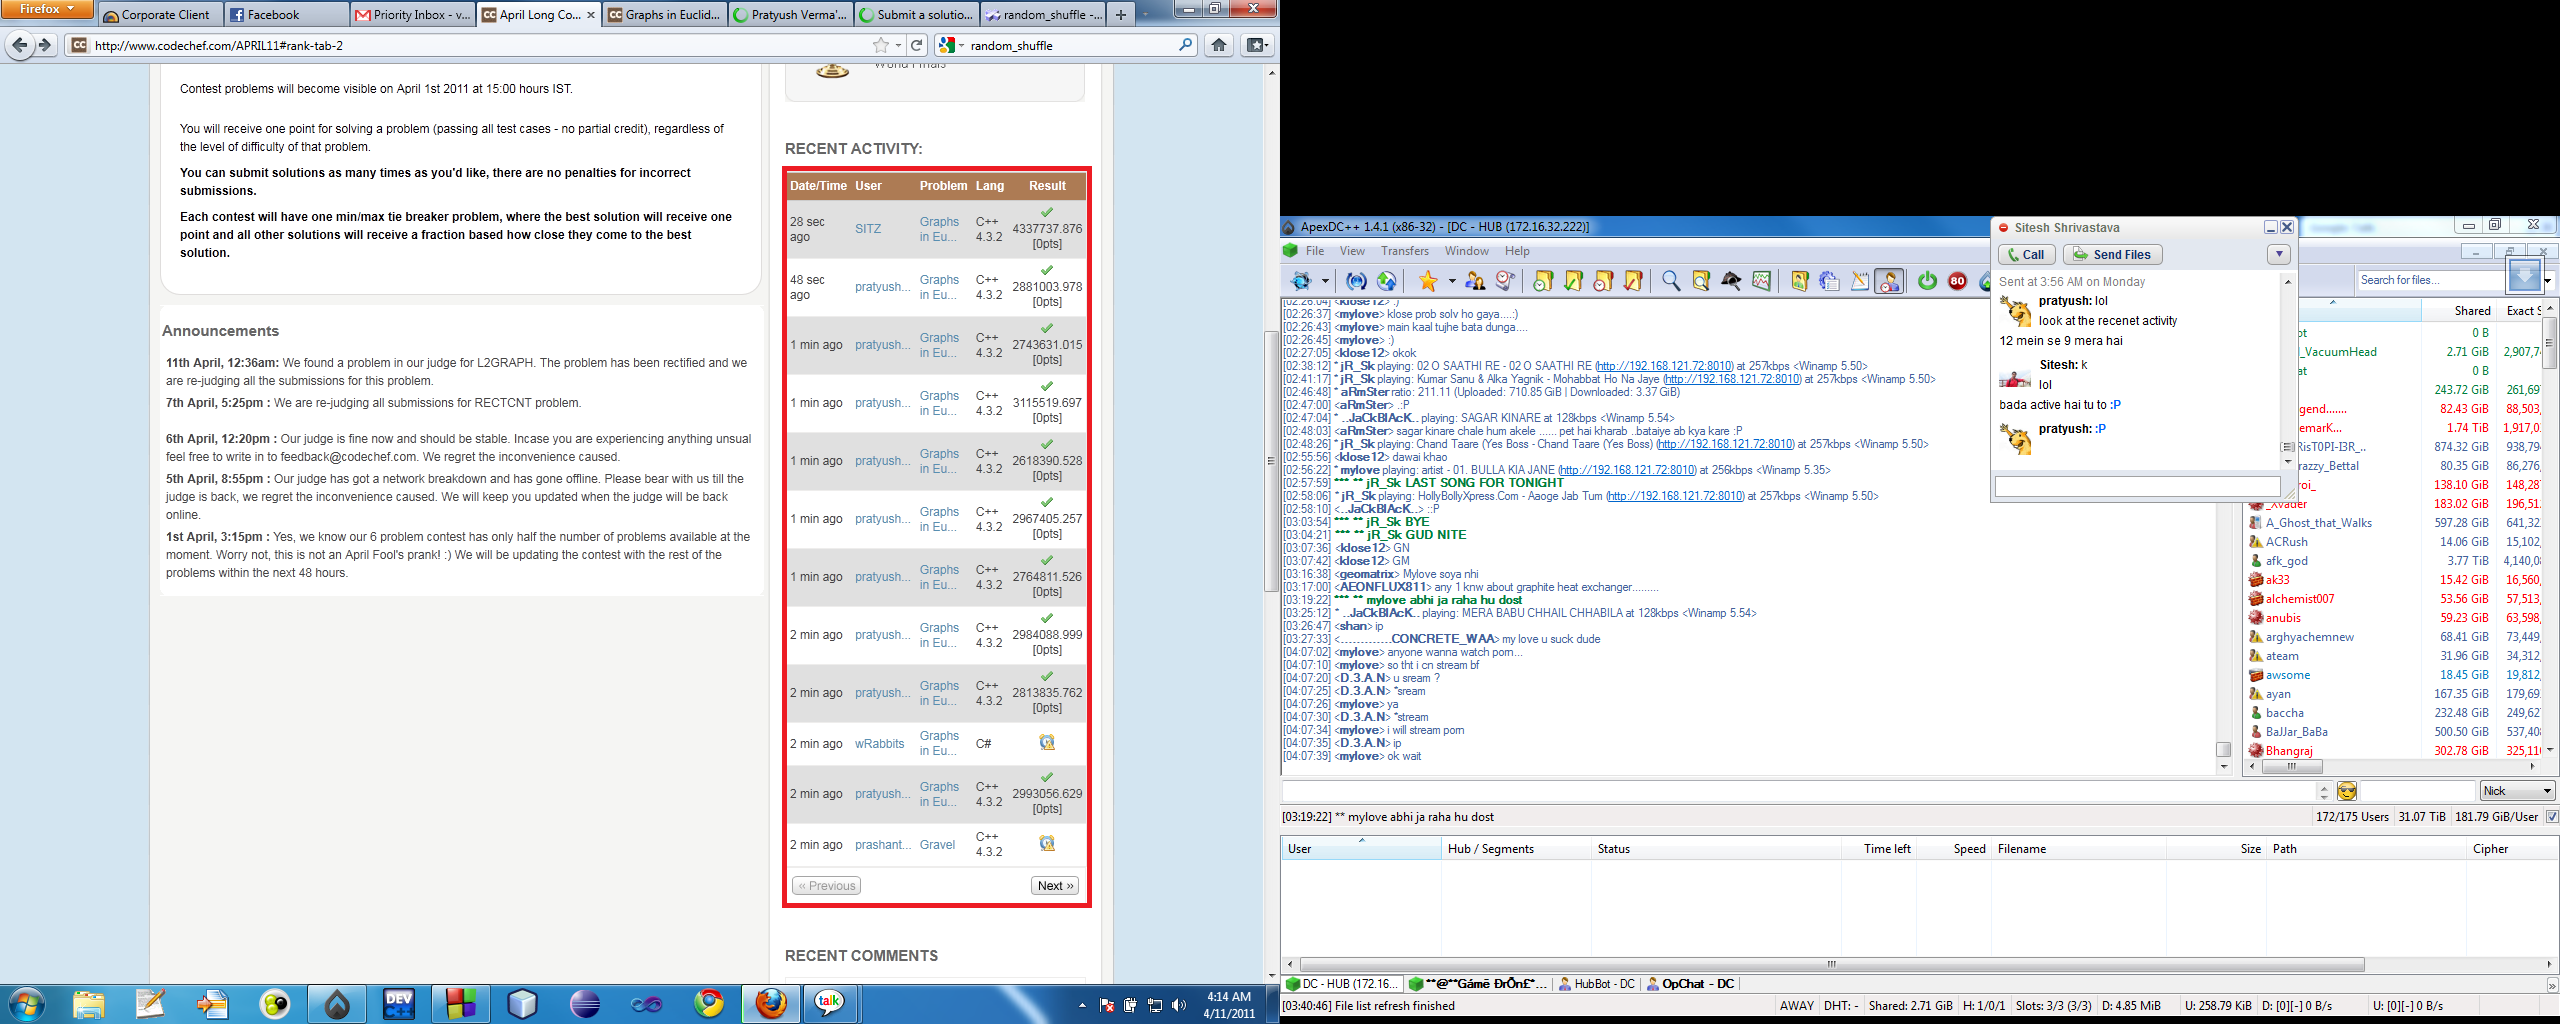 Firefox
Corporate Client
Facebook
Priority Inbox - v...
April Long Co...
Graphs in Euclid...
Pratyush Verma'...
Submit a solutio...
random_shuffle -...
http://www.codechef.com/APRIL11#rank-tab-2
random_shuffle
World Finals
Contest problems will become visible on April 1st 2011 at 15:00 hours IST.
You will receive one point for solving a problem (passing all test cases - no partial credit), regardless of
the level of difficulty of that problem.
You can submit solutions as many times as you'd like, there are no penalties for incorrect
submissions.
Each contest will have one min/max tie breaker problem, where the best solution will receive one
point and all other solutions will receive a fraction based how close they come to the best
solution.
Announcements
11th April, 12:36am: We found a problem in our judge for L2GRAPH. The problem has been rectified and we
are re-judging all the submissions for this problem.
7th April, 5:25pm : We are re-judging all submissions for RECTCNT problem.
6th April, 12:20pm : Our judge is fine now and should be stable. Incase you are experiencing anything unsual
feel free to write in to feedback@codechef.com. We regret the inconvenience caused.
5th April, 8:55pm : Our judge has got a network breakdown and has gone offline. Please bear with us till the
judge is back, we regret the inconvenience caused. We will keep you updated when the judge will be back
online.
1st April, 3:15pm : Yes, we know our 6 problem contest has only half the number of problems available at the
moment. Worry not, this is not an April Fool's prank! :) We will be updating the contest with the rest of the
problems within the next 48 hours.
RECENT ACTIVITY:
Date/Time User Problem Lang Result
28 sec ago SITZ Graphs in Eu... C++ 4.3.2 4337737.876 [0pts]
48 sec ago pratyush... Graphs in Eu... C++ 4.3.2 2881003.978 [0pts]
1 min ago pratyush... Graphs in Eu... C++ 4.3.2 2743631.015 [0pts]
1 min ago pratyush... Graphs in Eu... C++ 4.3.2 3115519.697 [0pts]
1 min ago pratyush... Graphs in Eu... C++ 4.3.2 2618390.528 [0pts]
1 min ago pratyush... Graphs in Eu... C++ 4.3.2 2967405.257 [0pts]
1 min ago pratyush... Graphs in Eu... C++ 4.3.2 2764811.526 [0pts]
2 min ago pratyush... Graphs in Eu... C++ 4.3.2 2984088.999 [0pts]
2 min ago pratyush... Graphs in Eu... C++ 4.3.2 2813835.762 [0pts]
2 min ago wRabbits Graphs in Eu... C#
2 min ago pratyush... Graphs in Eu... C++ 4.3.2 2993056.629 [0pts]
2 min ago prashant... Gravel C++ 4.3.2
« Previous Next »
RECENT COMMENTS
4:14 AM
4/11/2011
ApexDC++ 1.4.1 (x86-32) - [DC - HUB (172.16.32.222)]
File View Transfers Window Help
Search for files...
[02:26:04] <klose12> :)
[02:26:37] <mylove> klose prob solv ho gaya....:)
[02:26:43] <mylove> main kaal tujhe bata dunga....
[02:26:45] <mylove> :)
[02:27:05] <klose12> okok
[02:38:12] * jR_Sk playing: 02 O SAATHI RE - 02 O SAATHI RE (http://192.168.121.72:8010) at 257kbps <Winamp 5.50>
[02:41:17] * jR_Sk playing: Kumar Sanu & Alka Yagnik - Mohabbat Ho Na Jaye (http://192.168.121.72:8010) at 257kbps <Winamp 5.50>
[02:46:48] * aRmSter ratio: 211.11 (Uploaded: 710.85 GiB | Downloaded: 3.37 GiB)
[02:47:00] <aRmSter> .:P
[02:47:04] * ..JaCkBlAcK.. playing: SAGAR KINARE at 128kbps <Winamp 5.54>
[02:48:03] <aRmSter> sagar kinare chale hum akele ...... pet hai kharab ..bataiye ab kya kare :P
[02:48:26] * jR_Sk playing: Chand Taare (Yes Boss - Chand Taare (Yes Boss) (http://192.168.121.72:8010) at 257kbps <Winamp 5.50>
[02:55:56] <klose12> dawai khao
[02:56:22] * mylove playing: artist - 01. BULLA KIA JANE (http://192.168.121.72:8010) at 256kbps <Winamp 5.35>
[02:57:59] *** ** jR_Sk LAST SONG FOR TONIGHT
[02:58:06] * jR_Sk playing: HollyBollyXpress.Com - Aaoge Jab Tum (http://192.168.121.72:8010) at 257kbps <Winamp 5.50>
[02:58:10] <..JaCkBlAcK..> ::P
[03:03:54] *** ** jR_Sk BYE
[03:04:21] *** ** jR_Sk GUD NITE
[03:07:36] <klose12> GN
[03:07:42] <klose12> GM
[03:16:38] <geomatrix> Mylove soya nhi
[03:17:00] <AEONFLUX811> any 1 knw about graphite heat exchanger.........
[03:19:22] *** ** mylove abhi ja raha hu dost
[03:25:12] * ..JaCkBlAcK.. playing: MERA BABU CHHAIL CHHABILA at 128kbps <Winamp 5.54>
[03:26:47] <shan> ip
[03:27:33] <.............CONCRETE_WAA> my love u suck dude
[04:07:02] <mylove> anyone wanna watch porn...
[04:07:10] <mylove> so tht i cn stream bf
[04:07:20] <D.3.A.N> u sream ?
[04:07:25] <D.3.A.N> *sream
[04:07:26] <mylove> ya
[04:07:30] <D.3.A.N> *stream
[04:07:34] <mylove> i will stream porn
[04:07:35] <D.3.A.N> ip
[04:07:39] <mylove> ok wait
Sitesh Shrivastava
Call Send Files
Sent at 3:56 AM on Monday
pratyush: lol
look at the recenet activity
12 mein se 9 mera hai
Sitesh: k
lol
bada active hai tu to :P
pratyush: :P
Shared Exact S
ot 0 B
_VacuumHead 2.71 GiB 2,907,7
at 0 B
243.72 GiB 261,69
gend....... 82.43 GiB 88,503,
emarK... 1.74 TiB 1,917,0
RisT0PI-I3R_.. 874.32 GiB 938,79
razzy_Bettal 80.35 GiB 86,276,
roi_ 138.10 GiB 148,28
_Xvader 183.02 GiB 196,51
A_Ghost_that_Walks 597.28 GiB 641,32
ACRush 14.06 GiB 15,102,
afk_god 3.77 TiB 4,140,0
ak33 15.42 GiB 16,560,
alchemist007 53.56 GiB 57,513,
anubis 59.23 GiB 63,598,
arghyachemnew 68.41 GiB 73,449,
ateam 31.96 GiB 34,312,
awsome 18.45 GiB 19,812,
ayan 167.35 GiB 179,69
baccha 232.48 GiB 249,62
BaJJar_BaBa 500.50 GiB 537,40
Bhangraj 302.78 GiB 325,11
Nick
[03:19:22] ** mylove abhi ja raha hu dost
172/175 Users 31.07 TiB 181.79 GiB/User
User Hub / Segments Status Time left Speed Filename Size Path Cipher
DC - HUB (172.16... **@**Gámē ĐrÕn£*... HubBot - DC OpChat - DC
[03:40:46] File list refresh finished
AWAY DHT: - Shared: 2.71 GiB H: 1/0/1 Slots: 3/3 (3/3) D: 4.85 MiB U: 258.79 KiB D: [0][-] 0 B/s U: [0][-] 0 B/s